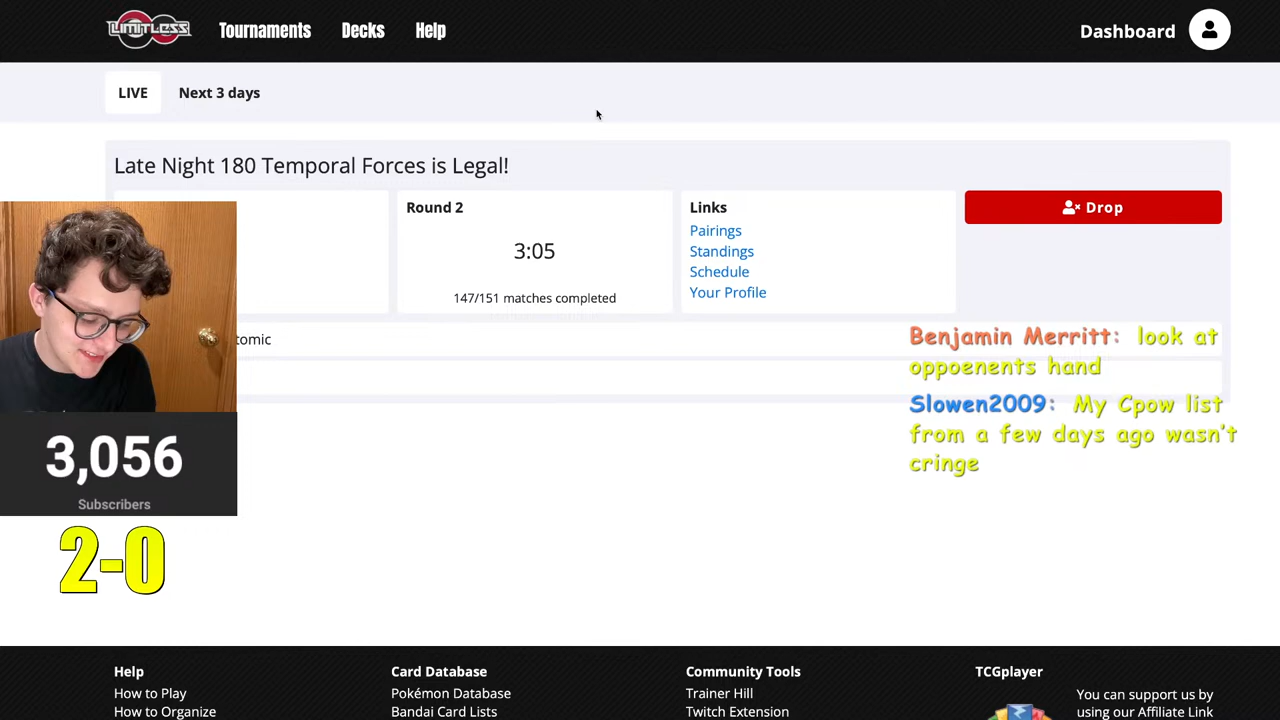 LIMITLESS
Tournaments Decks Help
Dashboard
LIVE
Next 3 days
Late Night 180 Temporal Forces is Legal!
Round 2
3:05
147/151 matches completed
Links
Pairings
Standings
Schedule
Your Profile
Drop
tomic
Benjamin Merritt: look at
oppoenents hand
Slowen2009: My Cpow list
from a few days ago wasn't
cringe
3,056
Subscribers
2-0
Help
How to Play
How to Organize
Card Database
Pokémon Database
Bandai Card Lists
Community Tools
Trainer Hill
Twitch Extension
TCGplayer
You can support us by
using our Affiliate Link